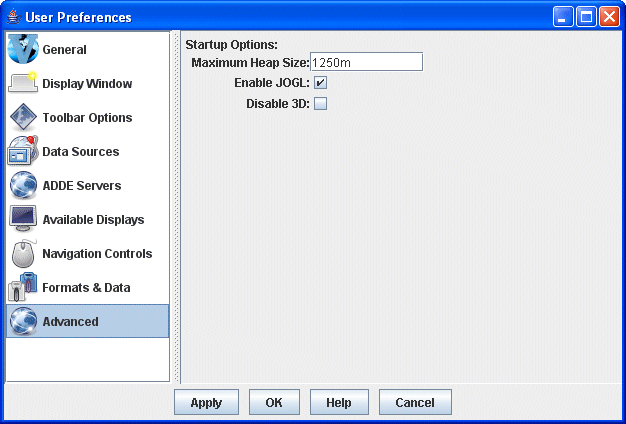 User Preferences
General
Display Window
Toolbar Options
Data Sources
ADDE Servers
Available Displays
Navigation Controls
Formats & Data
Advanced
Startup Options:
Maximum Heap Size: 1250m
Enable JOGL:
Disable 3D:
Apply OK Help Cancel